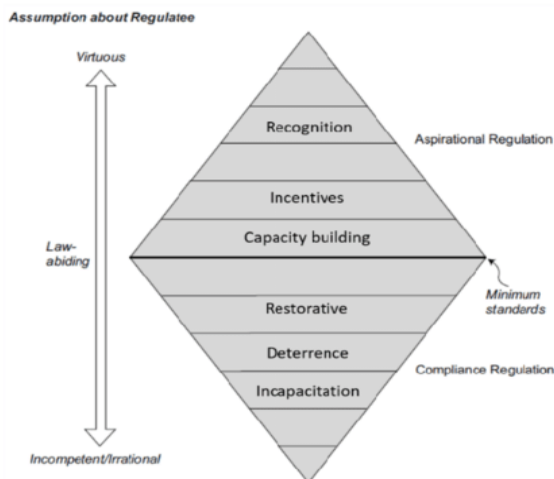 Assumption about Regulatee
Virtuous
Recognition
Aspirational Regulation
Incentives
Capacity building
Law-
abiding
Minimum
standards
Restorative
Deterrence
Compliance Regulation
Incapacitation
Incompetent/Irrational